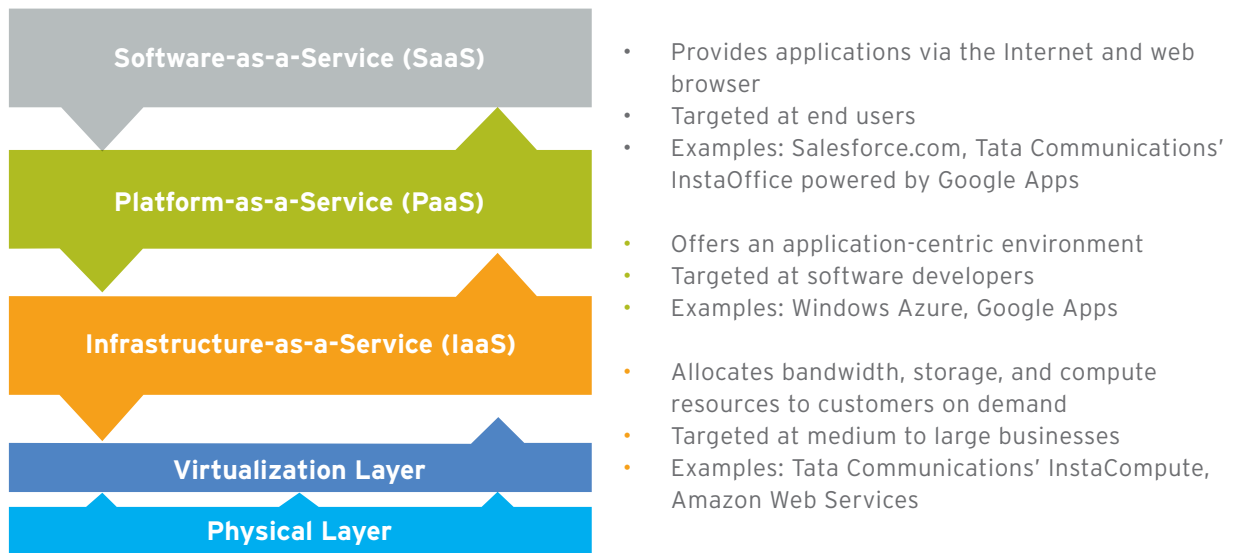 Software-as-a-Service (SaaS)
• Provides applications via the Internet and web
browser
• Targeted at end users
• Examples: Salesforce.com, Tata Communications’
InstaOffice powered by Google Apps
Platform-as-a-Service (PaaS)
• Offers an application-centric environment
• Targeted at software developers
• Examples: Windows Azure, Google Apps
Infrastructure-as-a-Service (IaaS)
• Allocates bandwidth, storage, and compute
resources to customers on demand
• Targeted at medium to large businesses
• Examples: Tata Communications’ InstaCompute,
Amazon Web Services
Virtualization Layer
Physical Layer